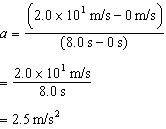 a = (2.0 × 10¹ m/s − 0 m/s) / (8.0 s − 0 s)
= 2.0 × 10¹ m/s / 8.0 s
= 2.5 m/s²